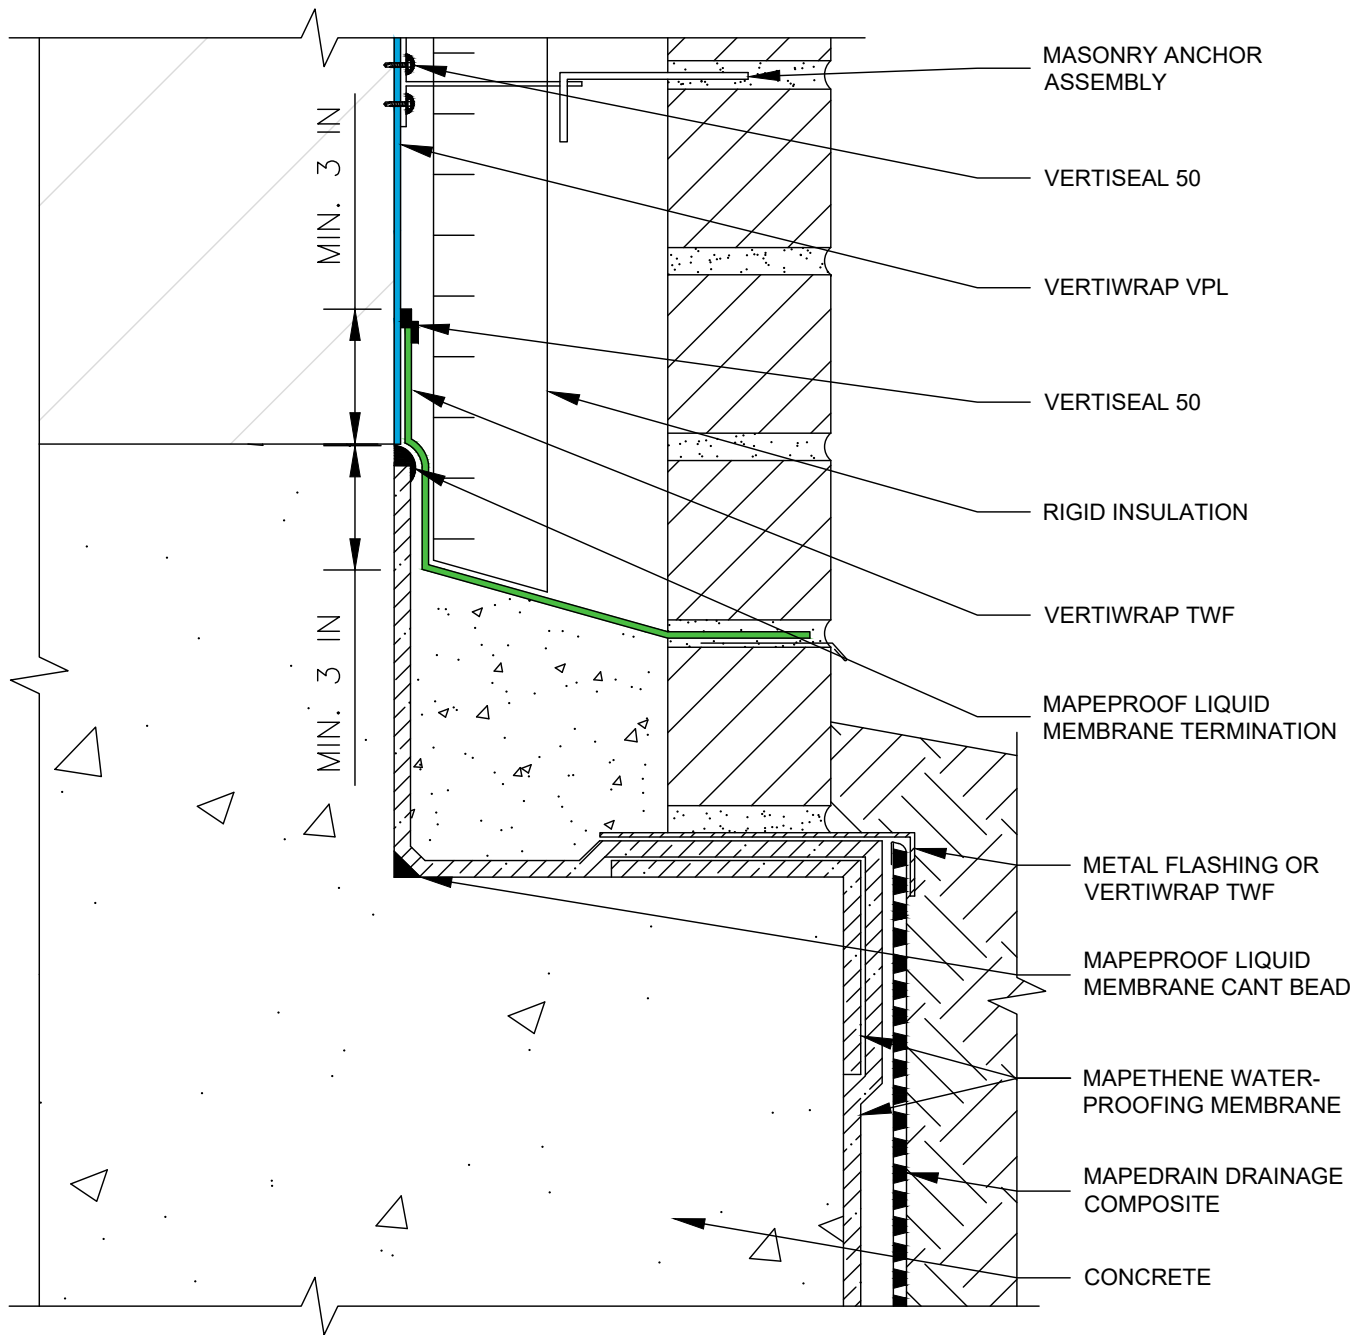 MASONRY ANCHOR
ASSEMBLY
MIN. 3 IN
VERTISEAL 50
VERTIWRAP VPL
VERTISEAL 50
RIGID INSULATION
VERTIWRAP TWF
MIN. 3 IN
MAPEPROOF LIQUID
MEMBRANE TERMINATION
METAL FLASHING OR
VERTIWRAP TWF
MAPEPROOF LIQUID
MEMBRANE CANT BEAD
MAPETHENE WATER-
PROOFING MEMBRANE
MAPEDRAIN DRAINAGE
COMPOSITE
CONCRETE